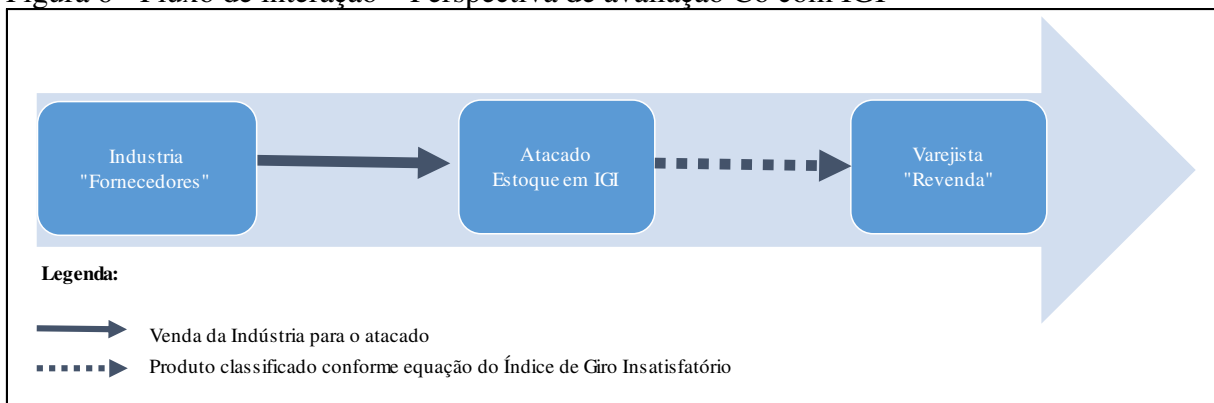 Figura 6 - Fluxo de interação – Perspectiva de avaliação C6 com IGI
Industria
"Fornecedores"
Atacado
Estoque em IGI
Varejista
"Revenda"
Legenda:
Venda da Indústria para o atacado
Produto classificado conforme equação do Índice de Giro Insatisfatório